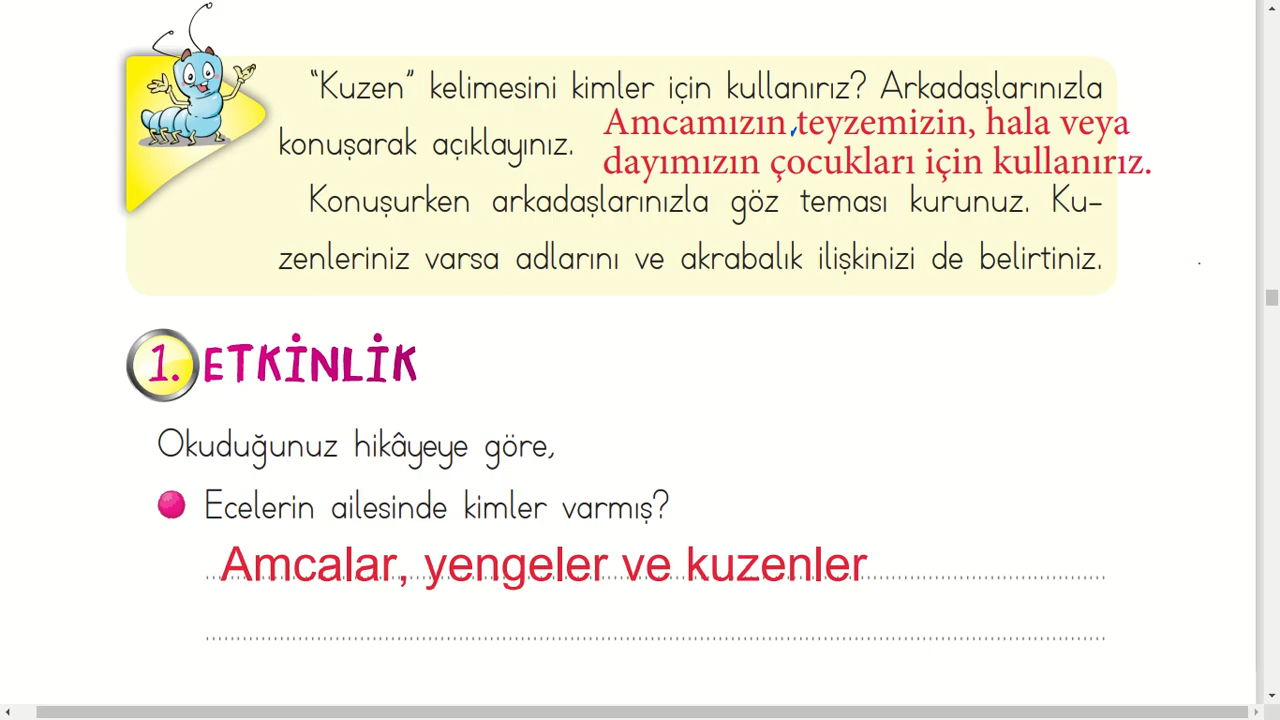 "Kuzen" kelimesini kimler için kullanırız? Arkadaşlarınızla
Amcamızın,teyzemizin, hala veya
konuşarak açıklayınız.
dayımızın çocukları için kullanırız.
Konuşurken arkadaşlarınızla göz teması kurunuz. Ku-
zenleriniz varsa adlarını ve akrabalık ilişkinizi de belirtiniz.
1. ETKİNLİK
Okuduğunuz hikâyeye göre,
Ecelerin ailesinde kimler varmış?
Amcalar, yengeler ve kuzenler